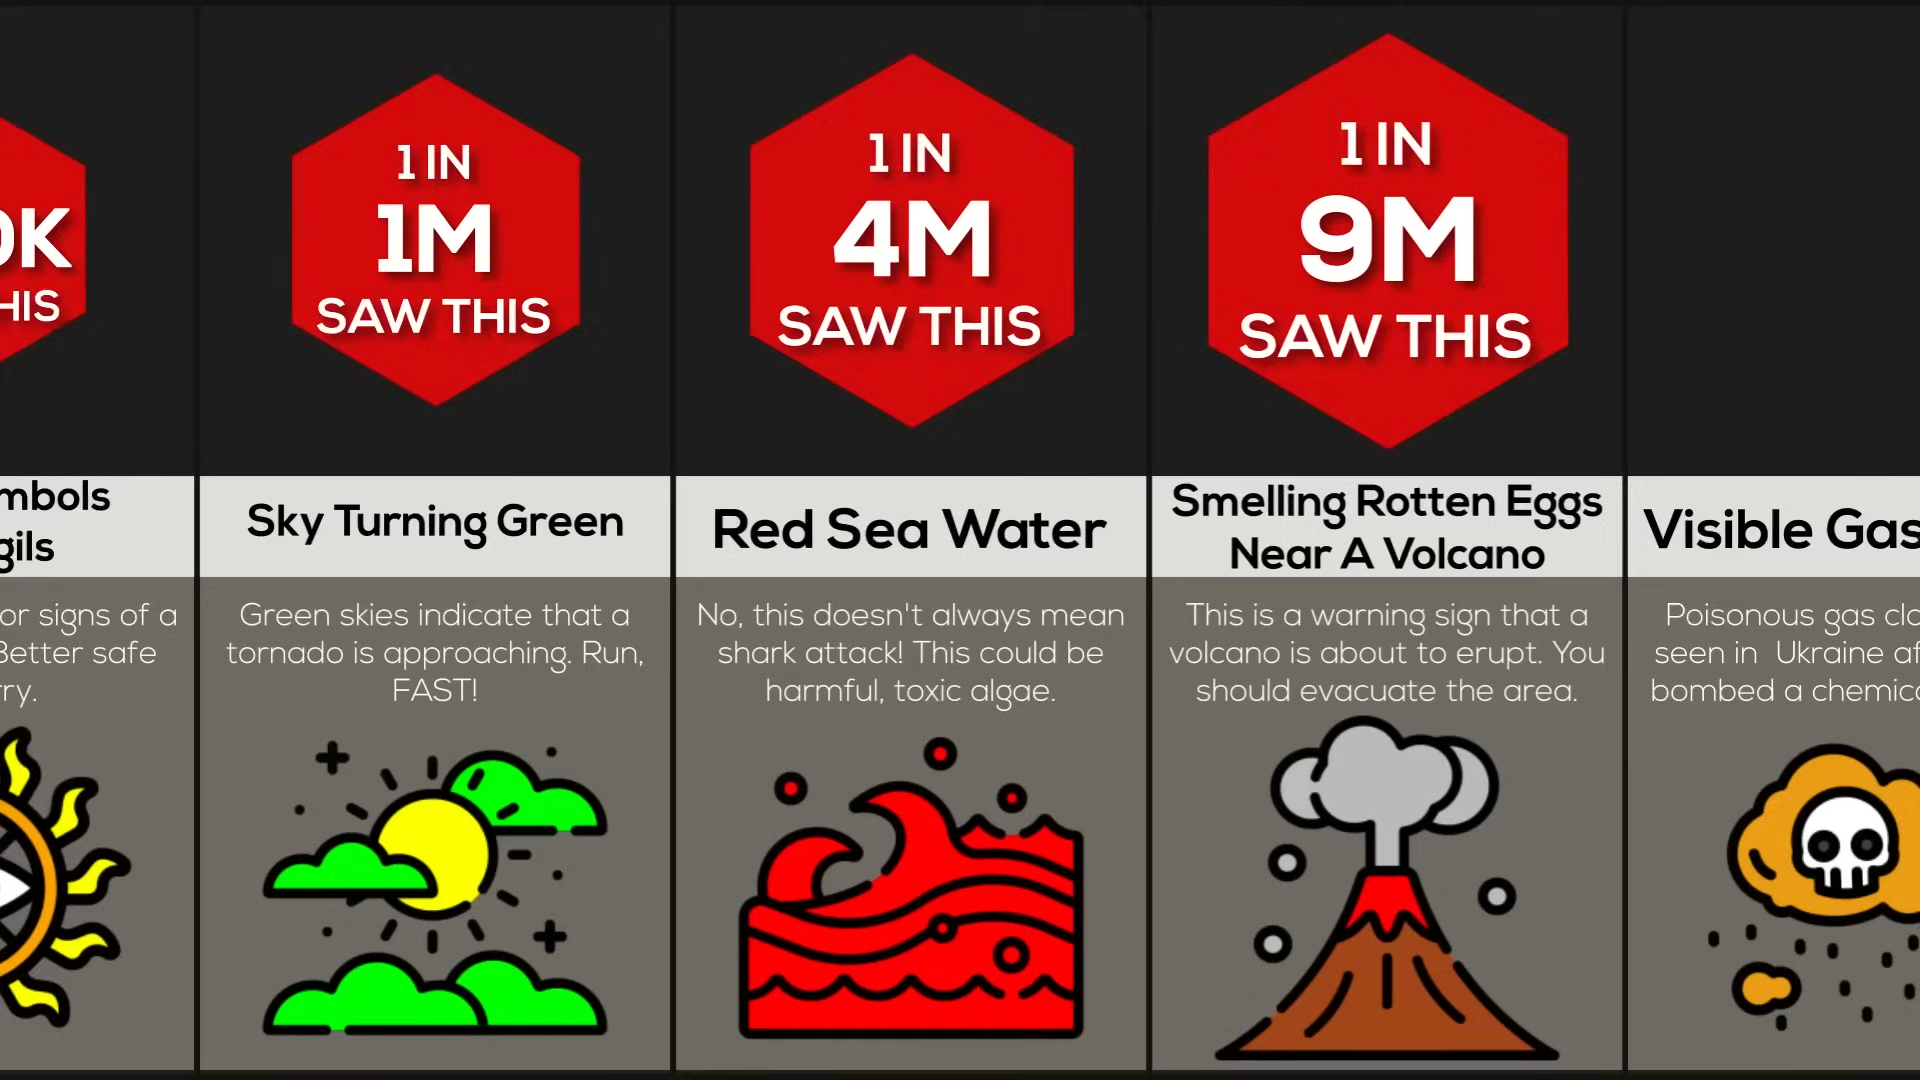 0K
HIS
mbols
gils
or signs of a
Better safe
ry.
1 IN
1M
SAW THIS
Sky Turning Green
Green skies indicate that a
tornado is approaching. Run,
FAST!
1 IN
4M
SAW THIS
Red Sea Water
No, this doesn't always mean
shark attack! This could be
harmful, toxic algae.
1 IN
9M
SAW THIS
Smelling Rotten Eggs
Near A Volcano
This is a warning sign that a
volcano is about to erupt. You
should evacuate the area.
Visible Gas
Poisonous gas clo
seen in Ukraine af
bombed a chemic